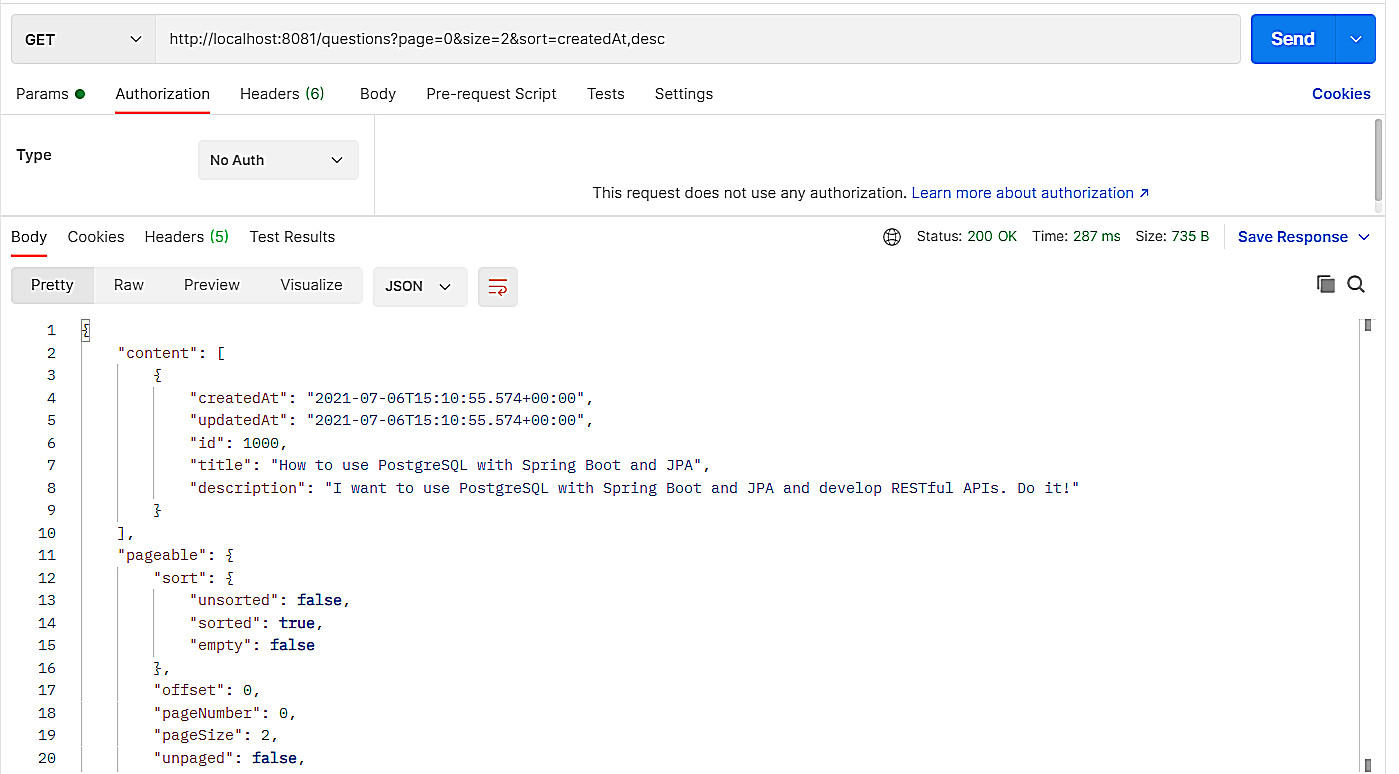 GET http://localhost:8081/questions?page=0&size=2&sort=createdAt,desc Send
Params Authorization Headers (6) Body Pre-request Script Tests Settings Cookies
Type No Auth
This request does not use any authorization. Learn more about authorization ↗
Body Cookies Headers (5) Test Results Status: 200 OK Time: 287 ms Size: 735 B Save Response
Pretty Raw Preview Visualize JSON
1 {
2 "content": [
3 {
4 "createdAt": "2021-07-06T15:10:55.574+00:00",
5 "updatedAt": "2021-07-06T15:10:55.574+00:00",
6 "id": 1000,
7 "title": "How to use PostgreSQL with Spring Boot and JPA",
8 "description": "I want to use PostgreSQL with Spring Boot and JPA and develop RESTful APIs. Do it!"
9 }
10 ],
11 "pageable": {
12 "sort": {
13 "unsorted": false,
14 "sorted": true,
15 "empty": false
16 },
17 "offset": 0,
18 "pageNumber": 0,
19 "pageSize": 2,
20 "unpaged": false,